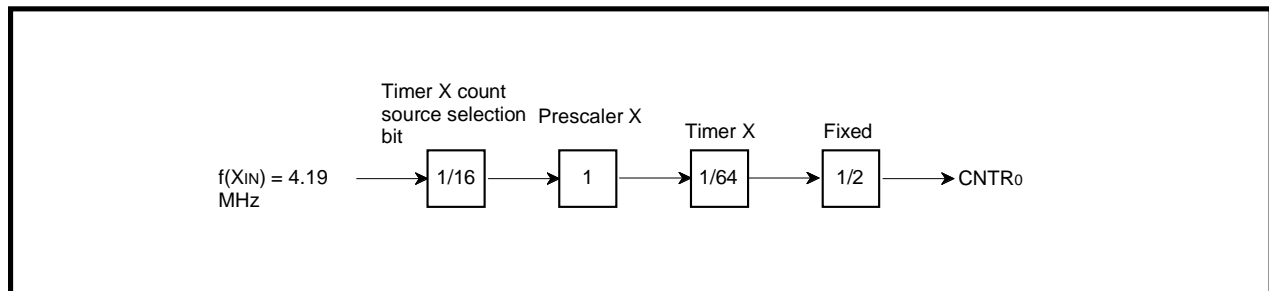 Timer X count
source selection
bit
Prescaler X
Timer X
Fixed
f(XIN) = 4.19
MHz
1/16
1
1/64
1/2
CNTR0